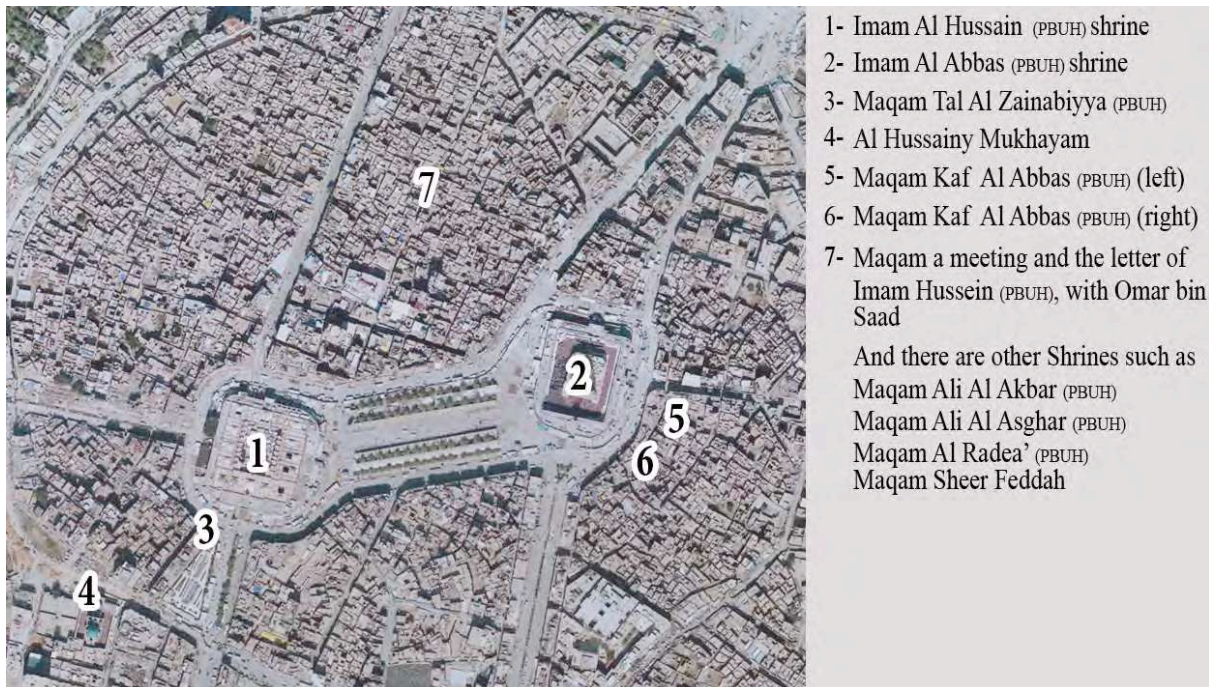 1- Imam Al Hussain (PBUH) shrine
2- Imam Al Abbas (PBUH) shrine
3- Maqam Tal Al Zainabiyya (PBUH)
4- Al Hussainy Mukhayam
5- Maqam Kaf Al Abbas (PBUH) (left)
6- Maqam Kaf Al Abbas (PBUH) (right)
7- Maqam a meeting and the letter of
Imam Hussein (PBUH), with Omar bin
Saad
And there are other Shrines such as
Maqam Ali Al Akbar (PBUH)
Maqam Ali Al Asghar (PBUH)
Maqam Al Radea’ (PBUH)
Maqam Sheer Feddah
7
2
5
1
6
3
4